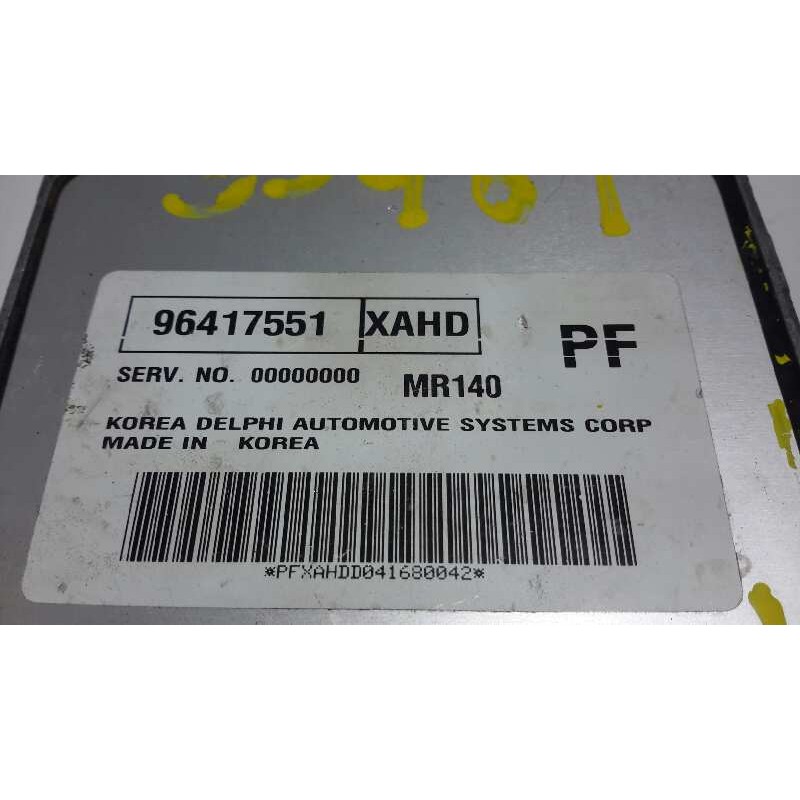 96417551 XAHD
PF
SERV. NO. 00000000 MR140
KOREA DELPHI AUTOMOTIVE SYSTEMS CORP
MADE IN KOREA
*PFXAHDD041680042*